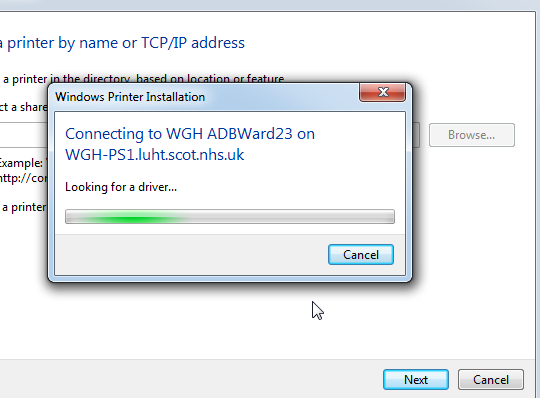 a printer by name or TCP/IP address
a printer in the directory, based on location or feature
Windows Printer Installation
ct a share
Connecting to WGH ADBWard23 on
WGH-PS1.luht.scot.nhs.uk
Browse...
Example:
http://cor
Looking for a driver...
a printer
Cancel
Next
Cancel